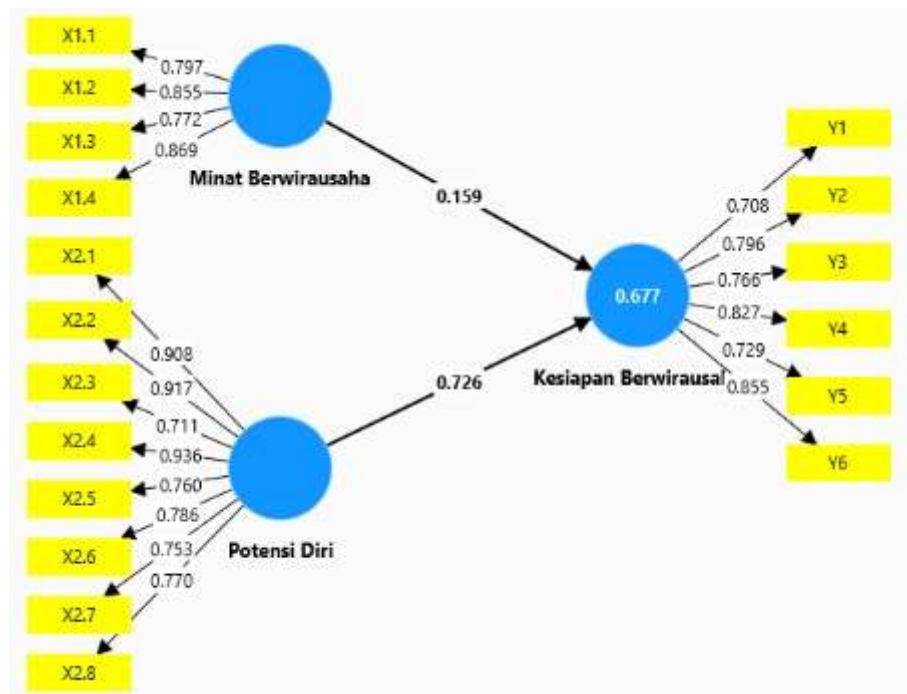 X1.1
X1.2
X1.3
X1.4
0.797
0.855
0.772
0.869
Minat Berwirausaha
0.159
X2.1
X2.2
X2.3
X2.4
X2.5
X2.6
X2.7
X2.8
0.908
0.917
0.711
0.936
0.760
0.786
0.753
0.770
Potensi Diri
0.726
0.677
Kesiapan Berwirausal
0.708
0.796
0.766
0.827
0.729
0.855
Y1
Y2
Y3
Y4
Y5
Y6